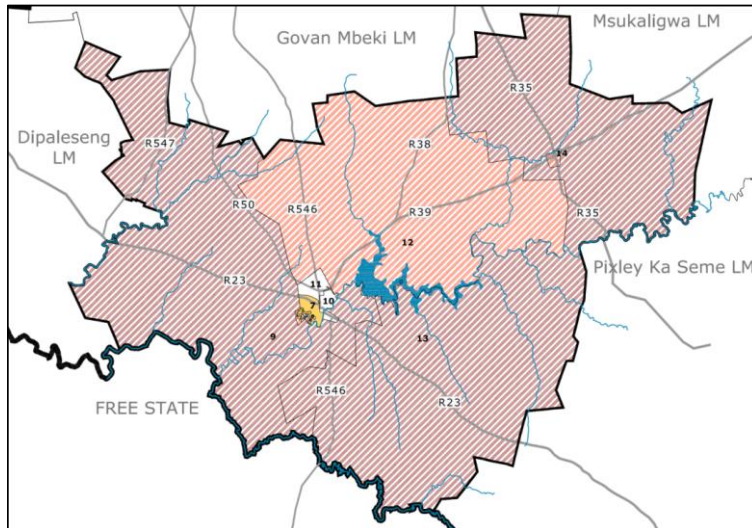 Msukaligwa LM
Govan Mbeki LM
R35
Dipaleseng
LM
R547
R38
14
R50
R546
R39
R35
12
Pixley Ka Seme LM
R23
11
10
7
9
13
R546
R23
FREE STATE